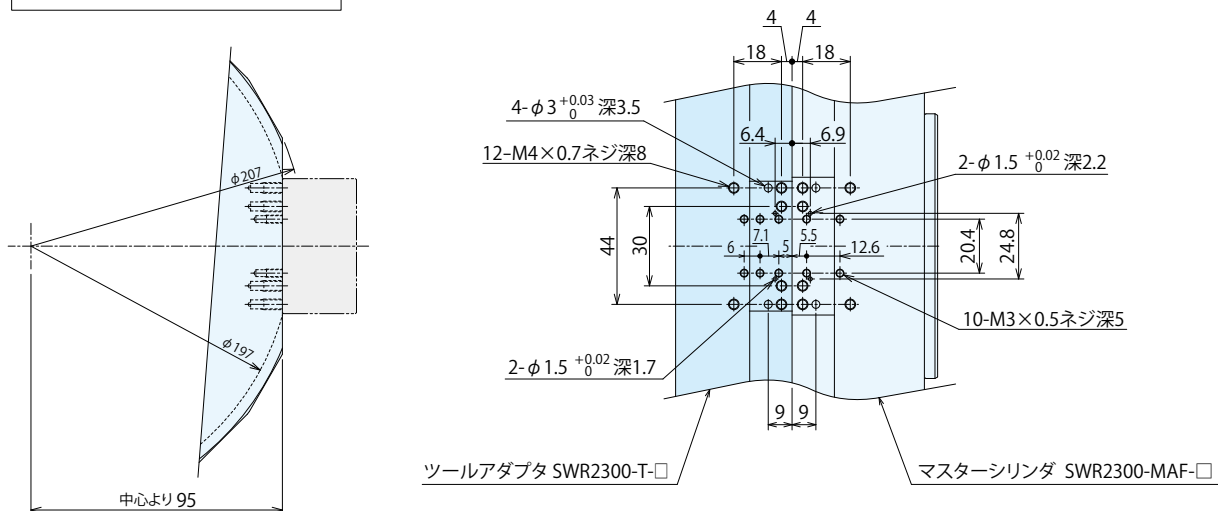 φ207
φ197
中心より 95
4 4
18 18
4-φ3 +0.03 0 深3.5
6.4 6.9
12-M4×0.7ネジ深8
2-φ1.5 +0.02 0 深2.2
44
30
6
7.1
5
5.5
12.6
20.4
24.8
10-M3×0.5ネジ深5
2-φ1.5 +0.02 0 深1.7
9 9
ツールアダプタ SWR2300-T-□
マスターシリンダ SWR2300-MAF-□